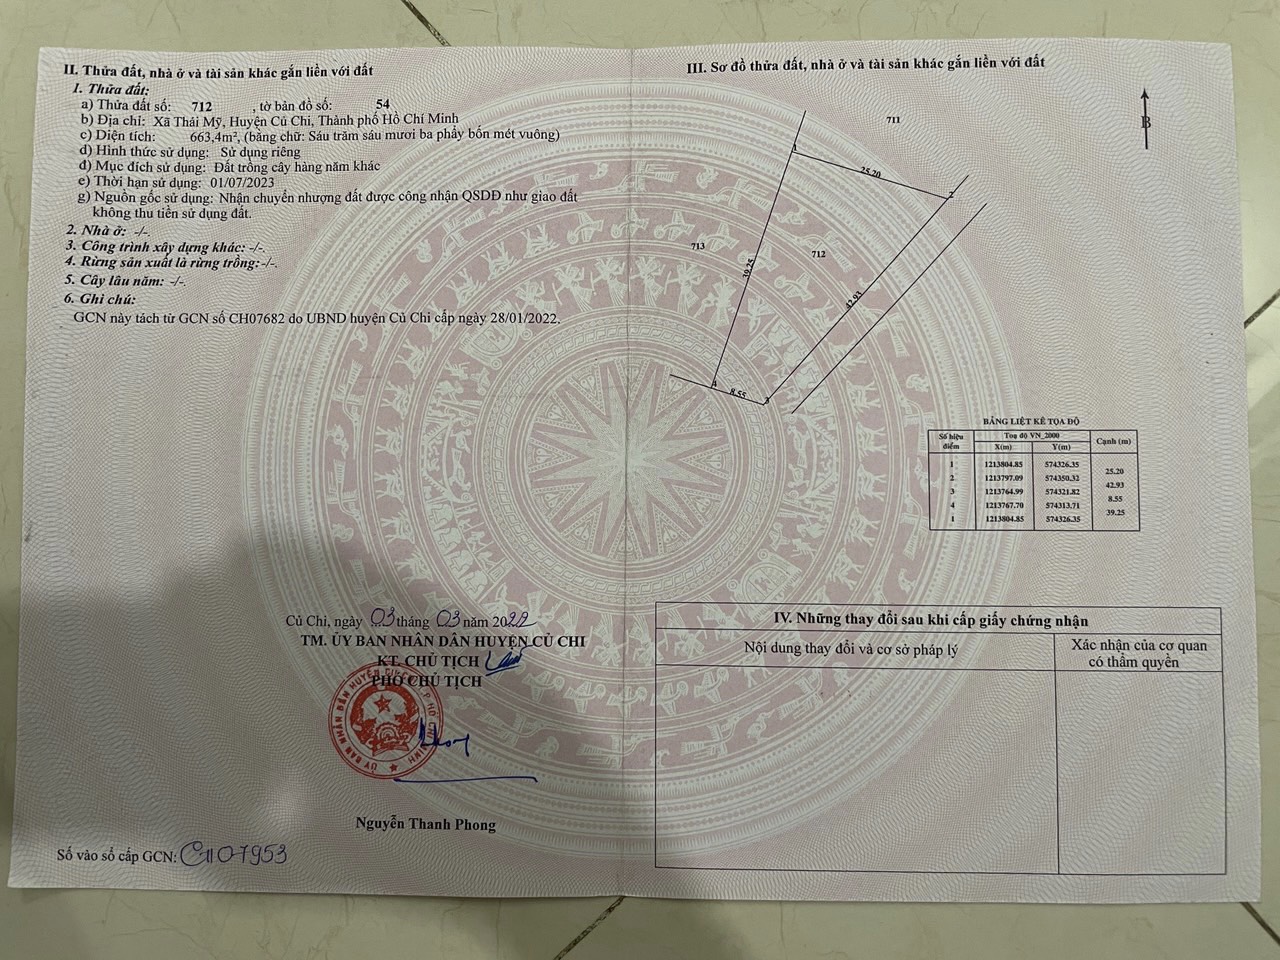 II. Thửa đất, nhà ở và tài sản khác gắn liền với đất
1. Thửa đất:
a) Thửa đất số: 712 , tờ bản đồ số: 54
b) Địa chỉ: Xã Thái Mỹ, Huyện Củ Chi, Thành phố Hồ Chí Minh
c) Diện tích: 663,4m², (bằng chữ: Sáu trăm sáu mươi ba phẩy bốn mét vuông)
d) Hình thức sử dụng: Sử dụng riêng
đ) Mục đích sử dụng: Đất trồng cây hàng năm khác
e) Thời hạn sử dụng: 01/07/2023
g) Nguồn gốc sử dụng: Nhận chuyển nhượng đất được công nhận QSDĐ như giao đất
không thu tiền sử dụng đất.
2. Nhà ở: -/-.
3. Công trình xây dựng khác: -/-.
4. Rừng sản xuất là rừng trồng:-/-.
5. Cây lâu năm: -/-.
6. Ghi chú:
GCN này tách từ GCN số CH07682 do UBND huyện Củ Chi cấp ngày 28/01/2022.
Củ Chi, ngày 03 tháng 03 năm 2022
TM. ỦY BAN NHÂN DÂN HUYỆN CỦ CHI
KT. CHỦ TỊCH
PHÓ CHỦ TỊCH
Nguyễn Thanh Phong
Số vào sổ cấp GCN: CH07953
III. Sơ đồ thửa đất, nhà ở và tài sản khác gắn liền với đất
B
711
1
25.20
2
713
712
39.25
42.93
4
8.55
3
BẢNG LIỆT KÊ TỌA ĐỘ
Số hiệu điểm Toạ độ VN_2000 Cạnh (m)
X(m) Y(m)
1 1213804.85 574326.35
25.20
2 1213797.09 574350.32
42.93
3 1213764.99 574321.82
8.55
4 1213767.70 574313.71
39.25
1 1213804.85 574326.35
IV. Những thay đổi sau khi cấp giấy chứng nhận
Nội dung thay đổi và cơ sở pháp lý
Xác nhận của cơ quan
có thẩm quyền